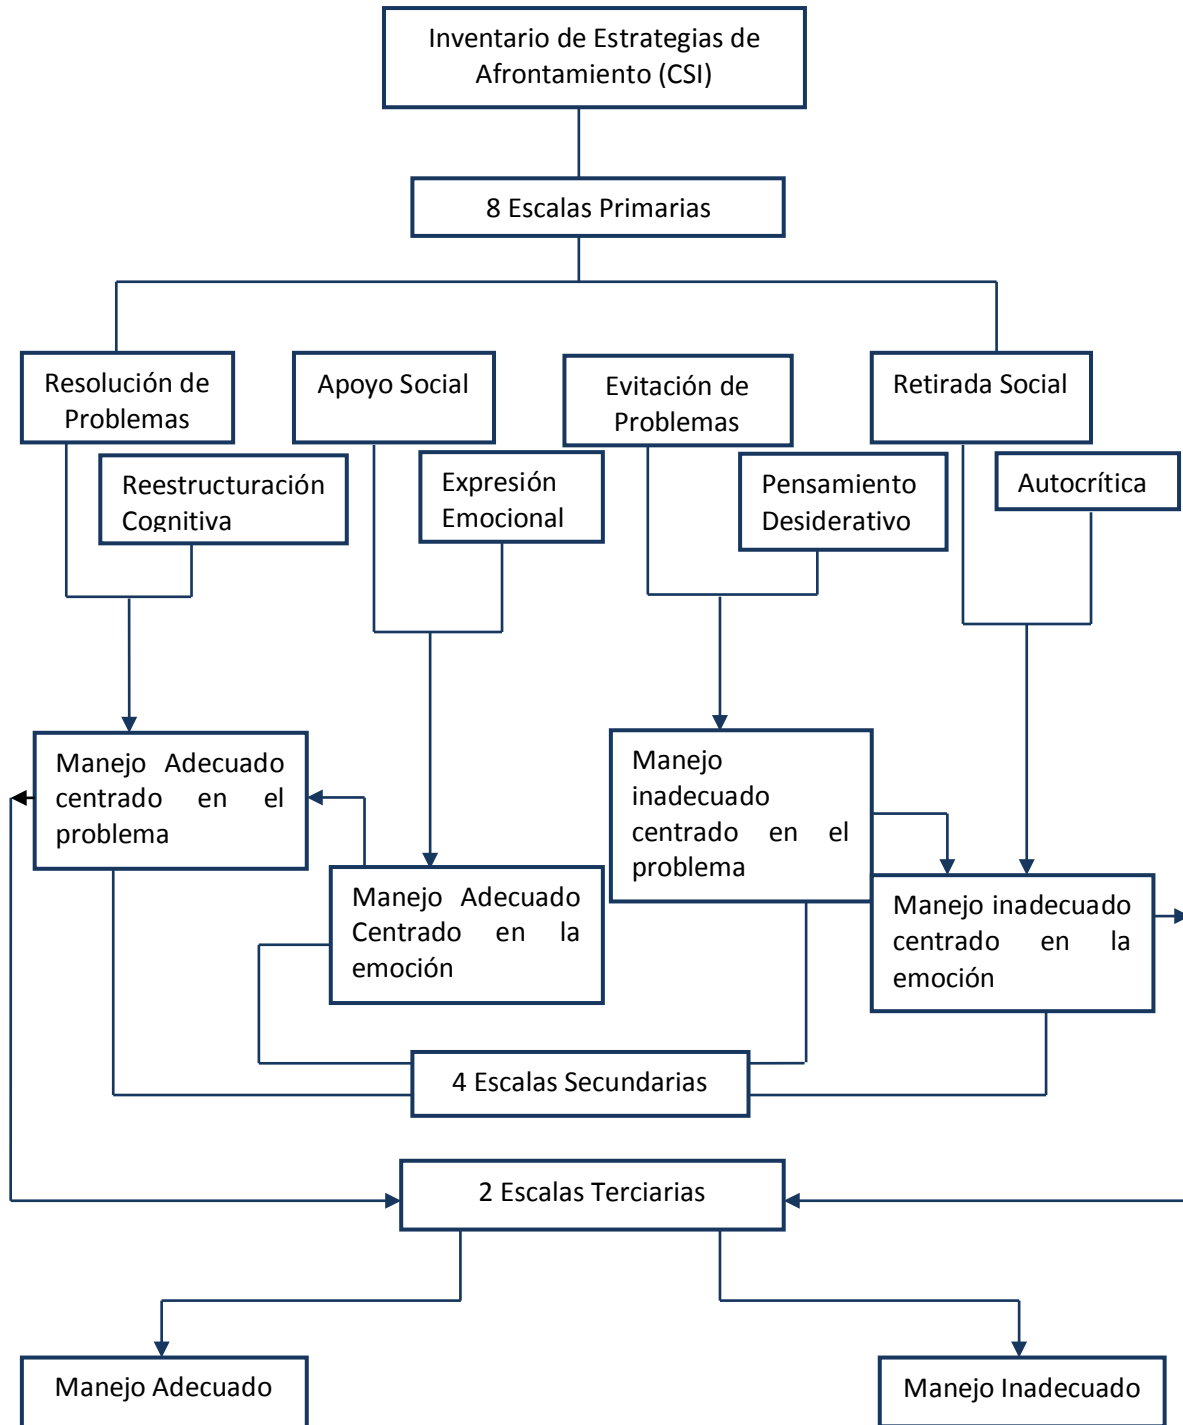 Inventario de Estrategias de
Afrontamiento (CSI)
8 Escalas Primarias
Resolución de
Problemas
Apoyo Social
Evitación de
Problemas
Retirada Social
Reestructuración
Cognitiva
Expresión
Emocional
Pensamiento
Desiderativo
Autocrítica
Manejo Adecuado
centrado en el
problema
Manejo
inadecuado
centrado en el
problema
Manejo Adecuado
Centrado en la
emoción
Manejo inadecuado
centrado en la
emoción
4 Escalas Secundarias
2 Escalas Terciarias
Manejo Adecuado
Manejo Inadecuado